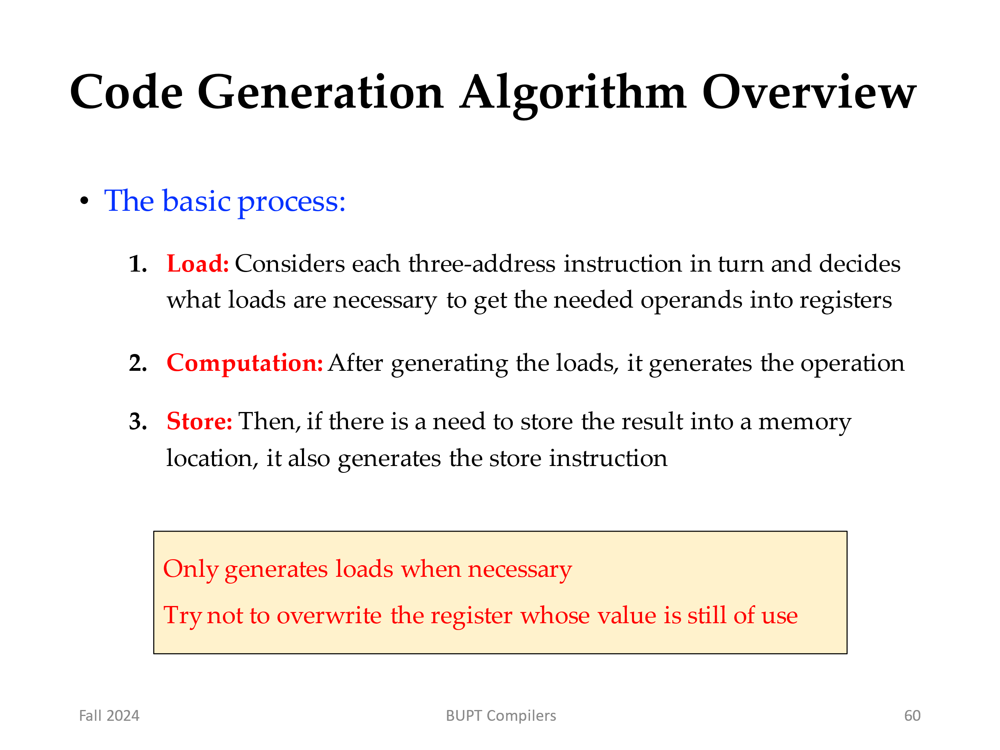 Code Generation Algorithm Overview
• The basic process:
1. Load: Considers each three-address instruction in turn and decides
what loads are necessary to get the needed operands into registers
2. Computation: After generating the loads, it generates the operation
3. Store: Then, if there is a need to store the result into a memory
location, it also generates the store instruction
Only generates loads when necessary
Try not to overwrite the register whose value is still of use
Fall 2024
BUPT Compilers
60